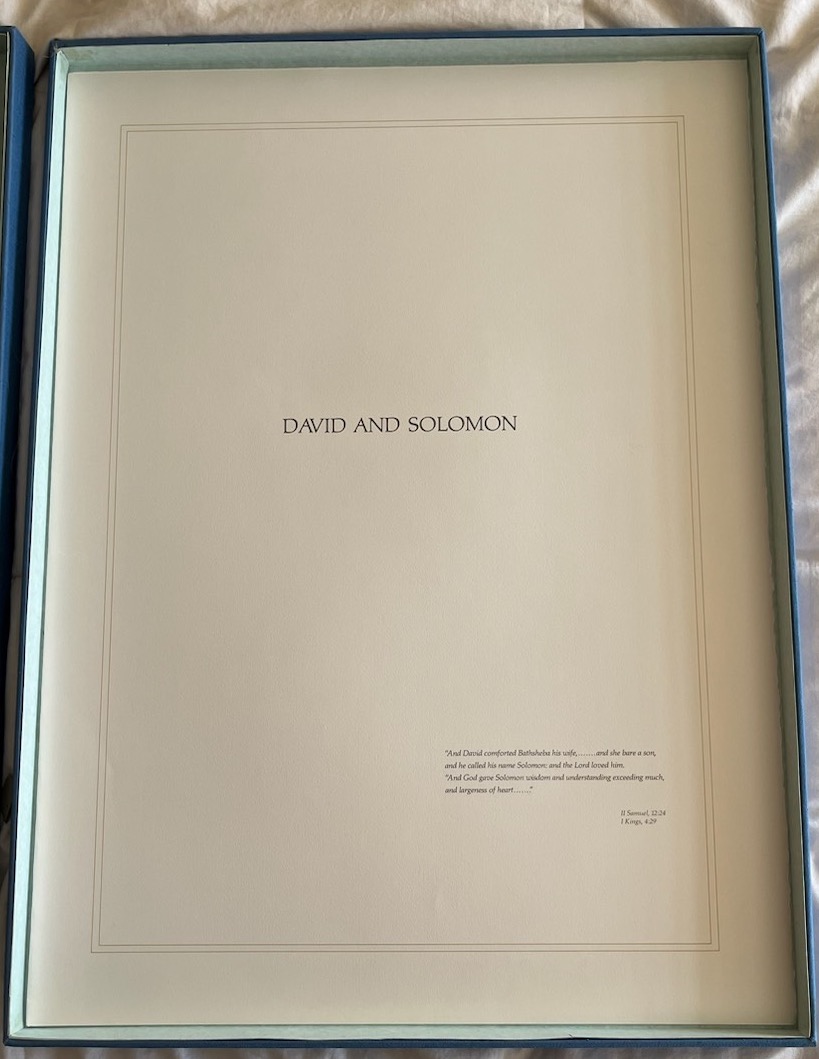 DAVID AND SOLOMON
"And David comforted Bathsheba his wife,.......and she bare a son,
and he called his name Solomon: and the Lord loved him.
"And God gave Solomon wisdom and understanding exceeding much,
and largeness of heart......"
II Samuel, 12:24
I Kings, 4:29